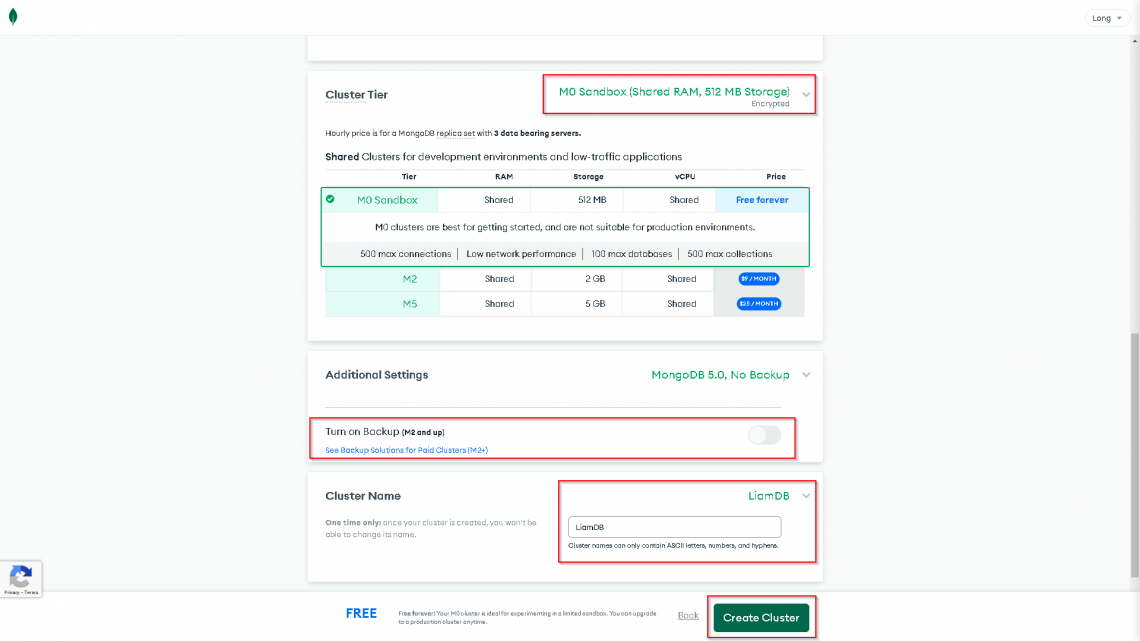 Long
Cluster Tier
M0 Sandbox (Shared RAM, 512 MB Storage)
Encrypted
Hourly price is for a MongoDB replica set with 3 data bearing servers.
Shared Clusters for development environments and low-traffic applications
Tier RAM Storage vCPU Price
M0 Sandbox Shared 512 MB Shared Free forever
M0 clusters are best for getting started, and are not suitable for production environments.
500 max connections Low network performance 100 max databases 500 max collections
M2 Shared 2 GB Shared $9 / MONTH
M5 Shared 5 GB Shared $25 / MONTH
Additional Settings
MongoDB 5.0, No Backup
Turn on Backup (M2 and up)
See Backup Solutions for Paid Clusters (M2+)
Cluster Name
LiamDB
One time only: once your cluster is created, you won't be
able to change its name.
LiamDB
Cluster names can only contain ASCII letters, numbers, and hyphens.
Privacy - Terms
FREE
Free forever! Your M0 cluster is ideal for experimenting in a limited sandbox. You can upgrade
to a production cluster anytime.
Back
Create Cluster